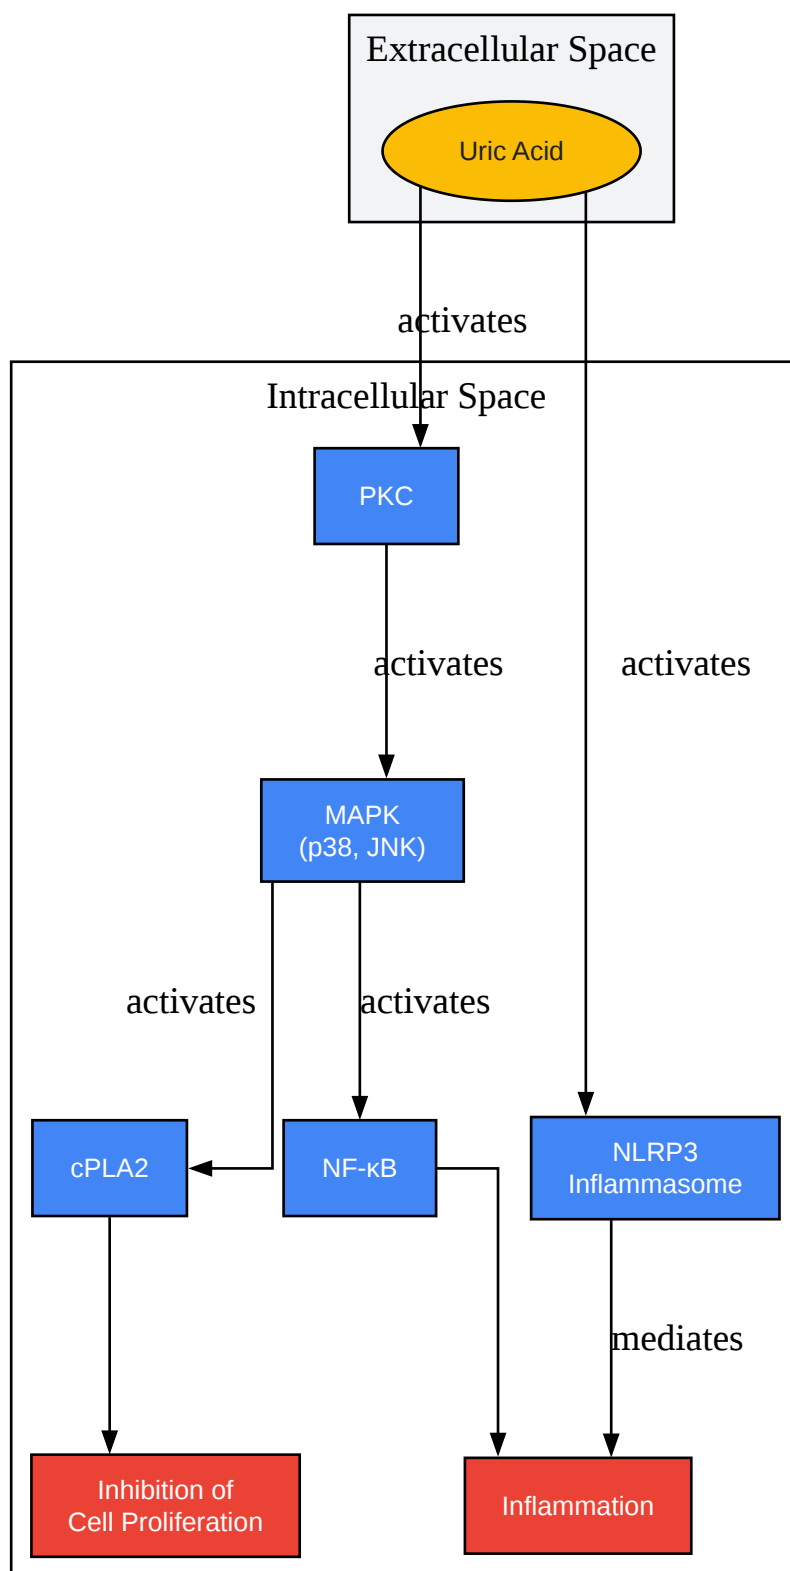 Extracellular Space
Uric Acid
activates
Intracellular Space
PKC
activates
activates
MAPK
(p38, JNK)
activates
activates
cPLA2
NF-κB
NLRP3
Inflammasome
mediates
Inhibition of
Cell Proliferation
Inflammation